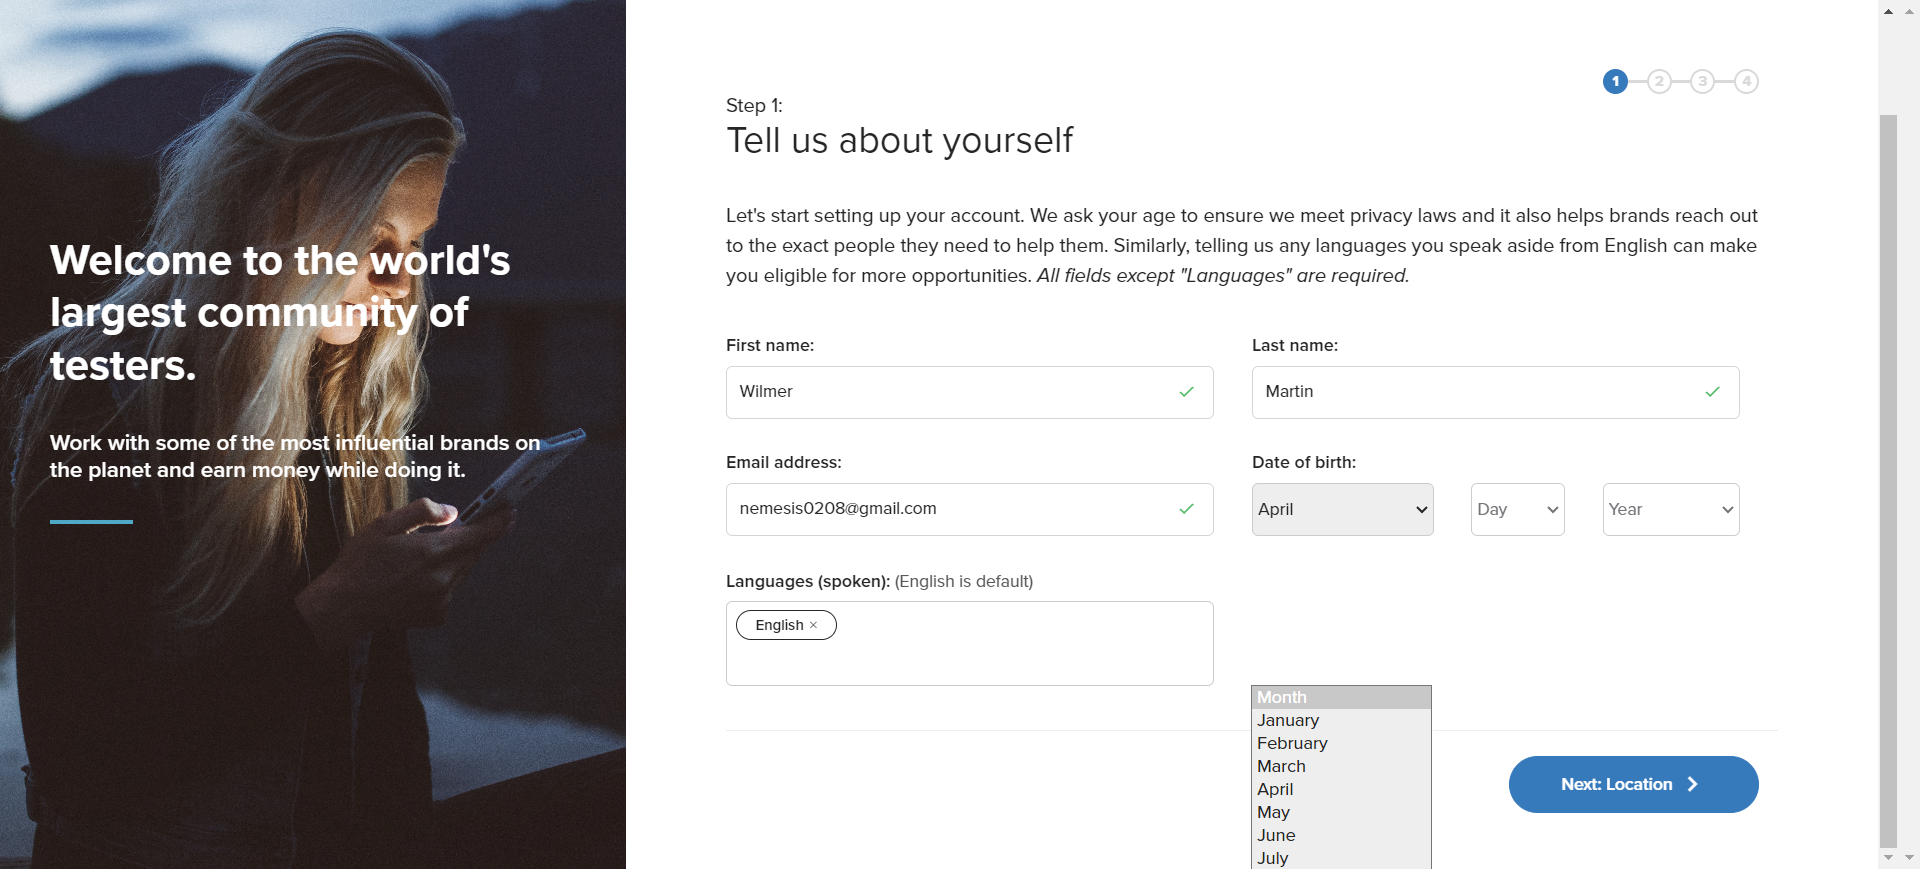 Welcome to the world's
largest community of
testers.
Work with some of the most influential brands on
the planet and earn money while doing it.
1 2 3 4
Step 1:
Tell us about yourself
Let's start setting up your account. We ask your age to ensure we meet privacy laws and it also helps brands reach out
to the exact people they need to help them. Similarly, telling us any languages you speak aside from English can make
you eligible for more opportunities. All fields except "Languages" are required.
First name:
Wilmer
Last name:
Martin
Email address:
nemesis0208@gmail.com
Date of birth:
April Day Year
Languages (spoken): (English is default)
English ×
Month
January
February
March
April
May
June
July
Next: Location